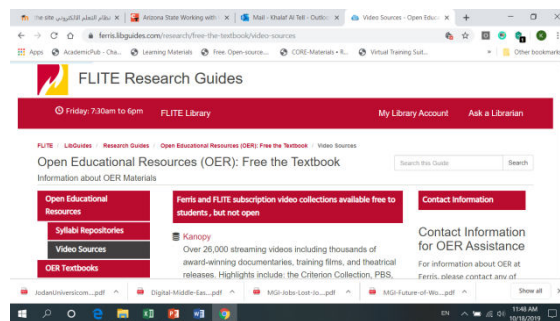 نظام التعلم الالكتروني | the site
Arizona State Working with
Mail - Khalaf Al Tell - Outlook
Video Sources - Open Educ
ferris.libguides.com/research/free-the-textbook/video-sources
Apps
AcademicPub - Cha...
Learning Materials
Free: Open-source...
CORE-Materials • R...
Virtual Training Suit...
Other bookmarks
FLITE Research Guides
Friday: 7:30am to 6pm
FLITE Library
My Library Account
Ask a Librarian
FLITE / LibGuides / Research Guides / Open Educational Resources (OER): Free the Textbook / Video Sources
Open Educational Resources (OER): Free the Textbook
Search this Guide
Search
Information about OER Materials
Open Educational
Resources
Syllabi Repositories
Video Sources
OER Textbooks
Ferris and FLITE subscription video collections available free to
students , but not open
Kanopy
Over 26,000 streaming videos including thousands of
award-winning documentaries, training films, and theatrical
releases. Highlights include: the Criterion Collection, PBS,
Contact Information
Contact Information
for OER Assistance
For information about OER at
Ferris, please contact any of
JodanUniversicom....pdf
Digital-Middle-Eas....pdf
MGI-Jobs-Lost-Jo....pdf
MGI-Future-of-Wo....pdf
Show all
EN
11:48 AM
10/18/2019